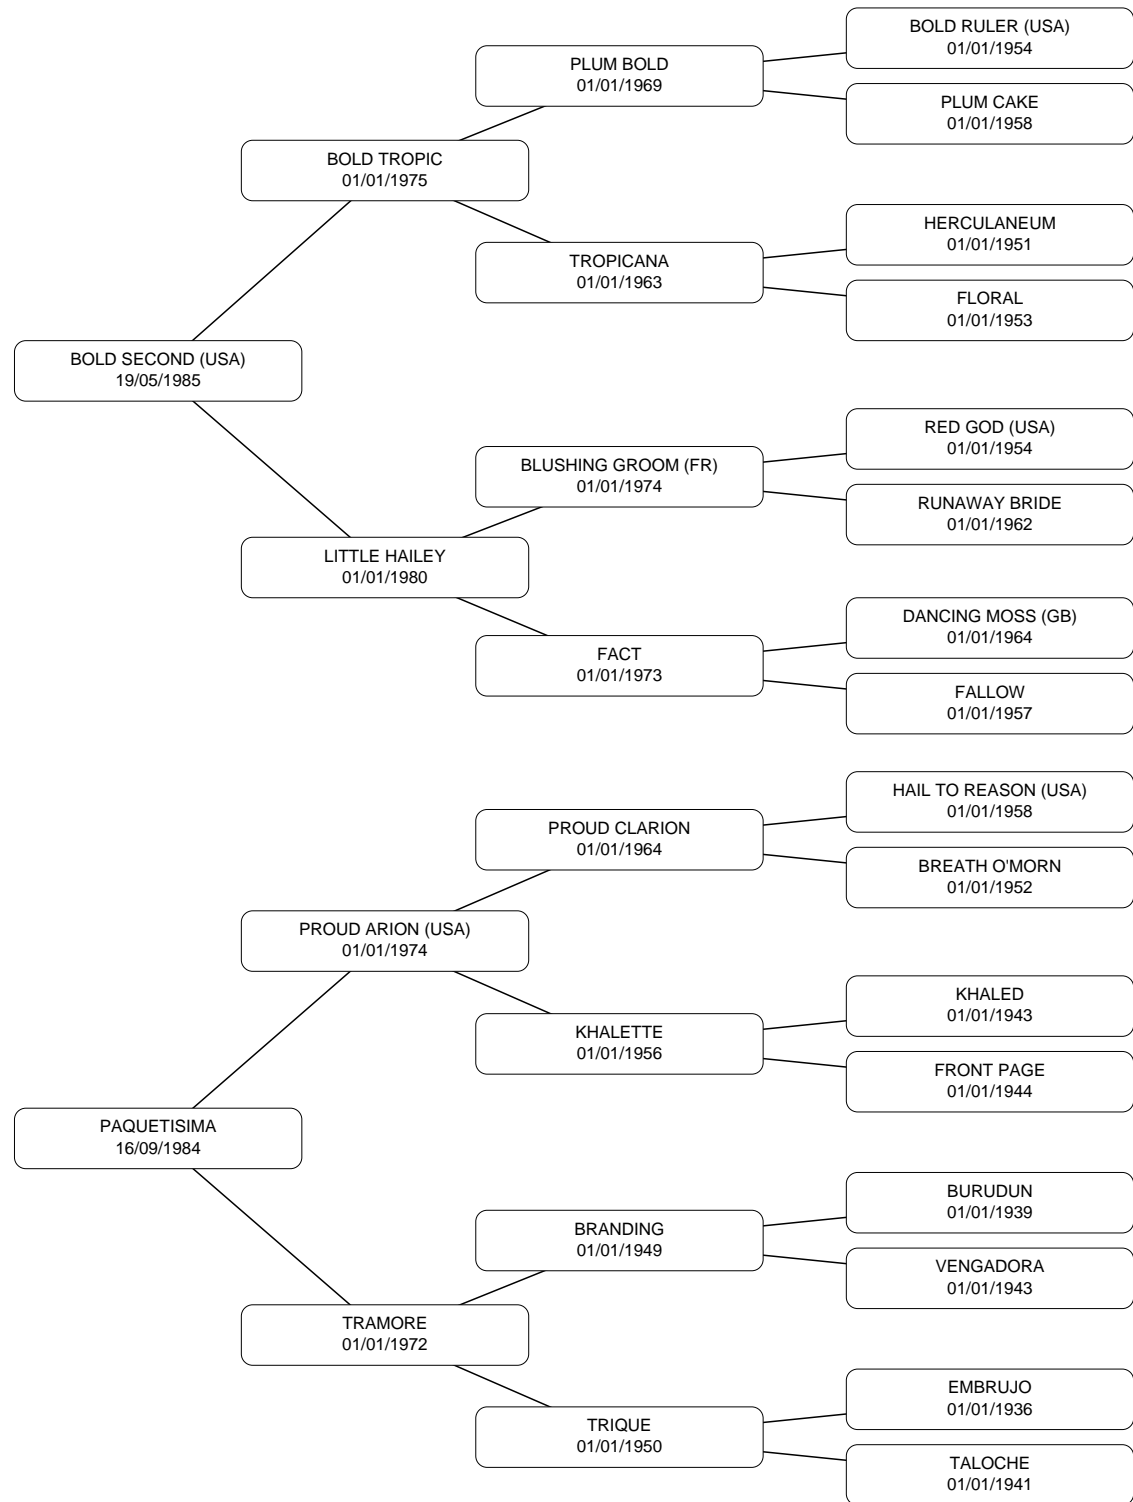 BOLD RULER (USA)
01/01/1954
PLUM BOLD
01/01/1969
PLUM CAKE
01/01/1958
BOLD TROPIC
01/01/1975
HERCULANEUM
01/01/1951
TROPICANA
01/01/1963
FLORAL
01/01/1953
BOLD SECOND (USA)
19/05/1985
RED GOD (USA)
01/01/1954
BLUSHING GROOM (FR)
01/01/1974
RUNAWAY BRIDE
01/01/1962
LITTLE HAILEY
01/01/1980
DANCING MOSS (GB)
01/01/1964
FACT
01/01/1973
FALLOW
01/01/1957
HAIL TO REASON (USA)
01/01/1958
PROUD CLARION
01/01/1964
BREATH O'MORN
01/01/1952
PROUD ARION (USA)
01/01/1974
KHALED
01/01/1943
KHALETTE
01/01/1956
FRONT PAGE
01/01/1944
PAQUETISIMA
16/09/1984
BURUDUN
01/01/1939
BRANDING
01/01/1949
VENGADORA
01/01/1943
TRAMORE
01/01/1972
EMBRUJO
01/01/1936
TRIQUE
01/01/1950
TALOCHE
01/01/1941